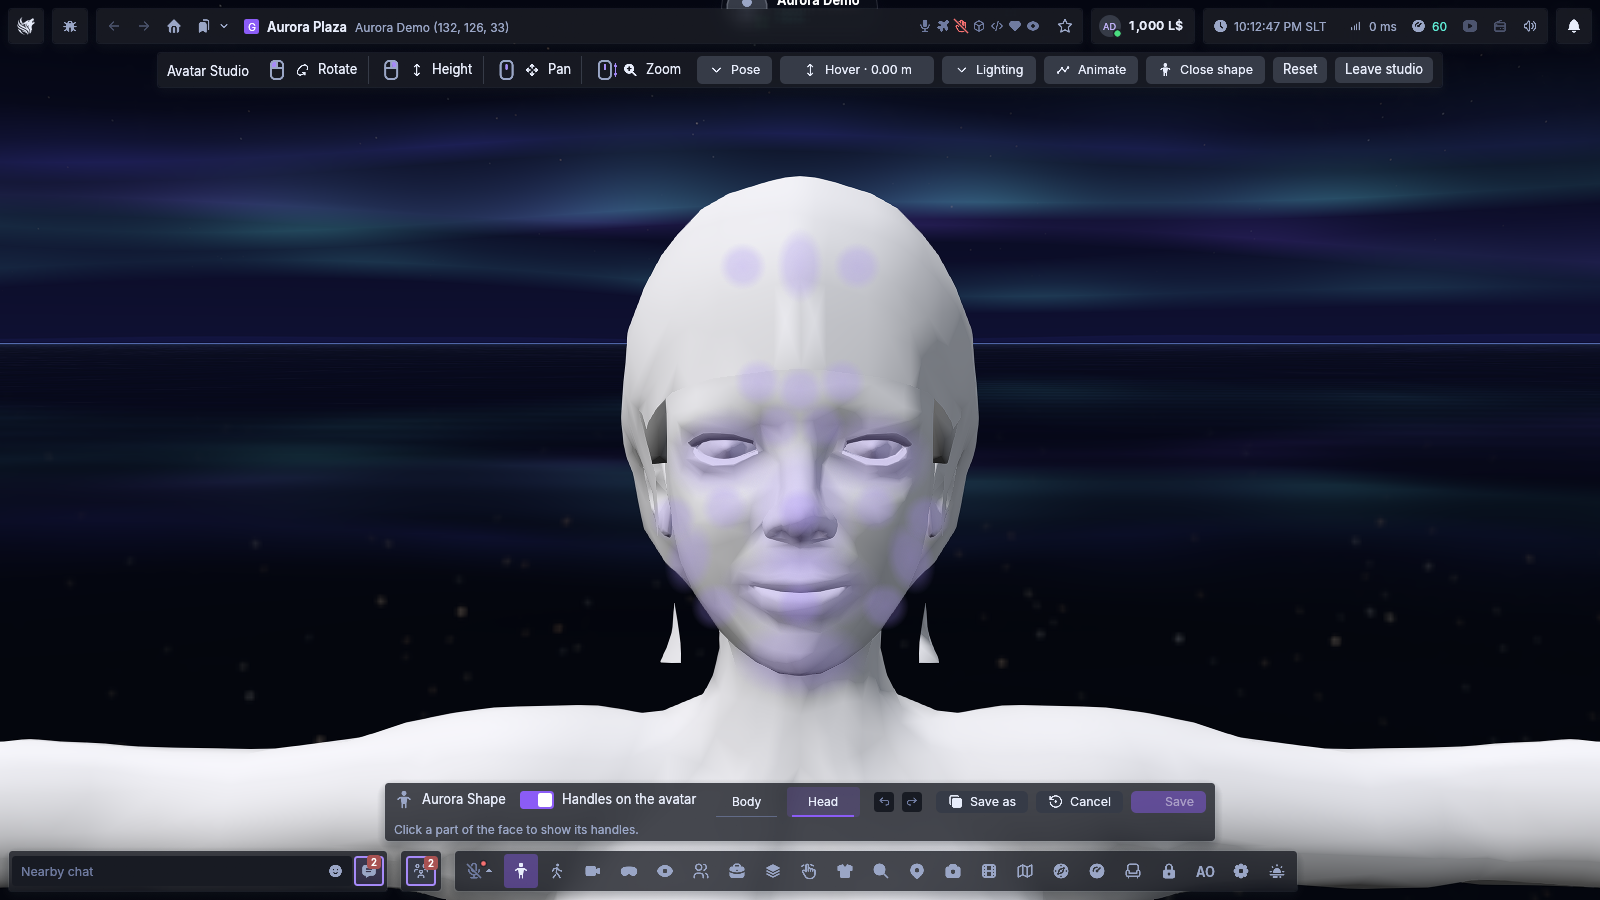 Aurora Demo
G Aurora Plaza Aurora Demo (132, 126, 33)
AD 1,000 L$
10:12:47 PM SLT 0 ms 60
Avatar Studio Rotate Height Pan Zoom Pose Hover · 0.00 m Lighting Animate Close shape Reset Leave studio
Aurora Shape Handles on the avatar Body Head Save as Cancel Save
Click a part of the face to show its handles.
Nearby chat 2 2 AO